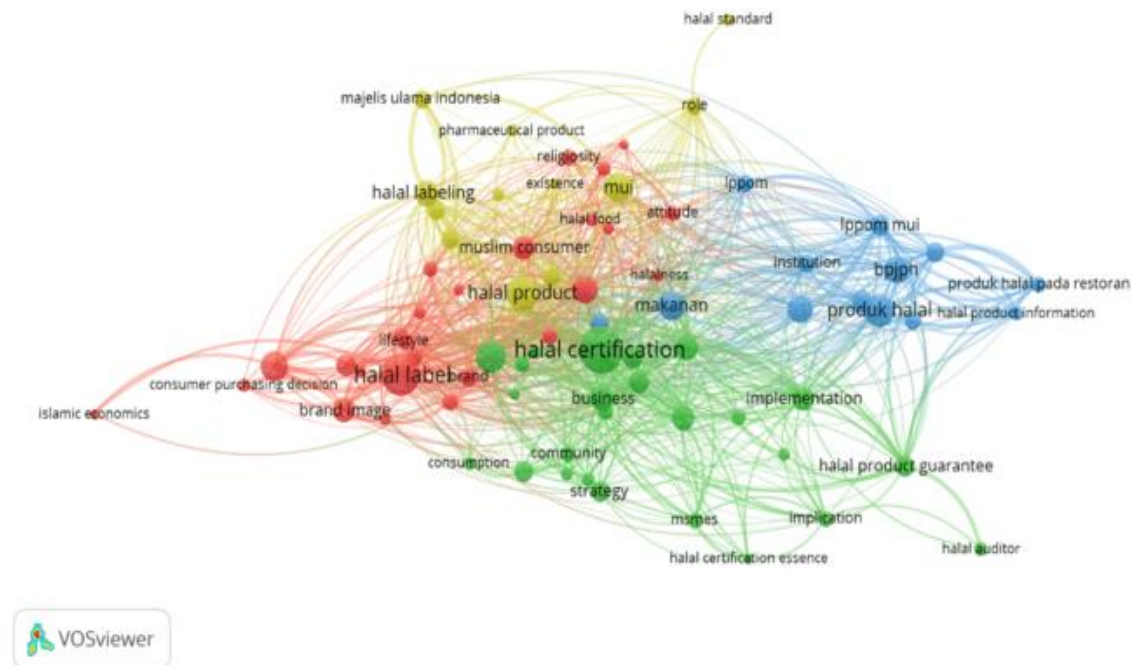 halal standard
majelis ulama indonesia
role
pharmaceutical product
religiosity
existence
mui
lppom
halal labeling
halal food
attitude
lppom mui
muslim consumer
halalness
institution
bpjph
produk halal pada restoran
halal product
makanan
produk halal
halal product information
lifestyle
halal certification
consumer purchasing decision
halal label
brand
islamic economics
brand image
business
implementation
consumption
community
halal product guarantee
strategy
msmes
implication
halal certification essence
halal auditor
VOSviewer